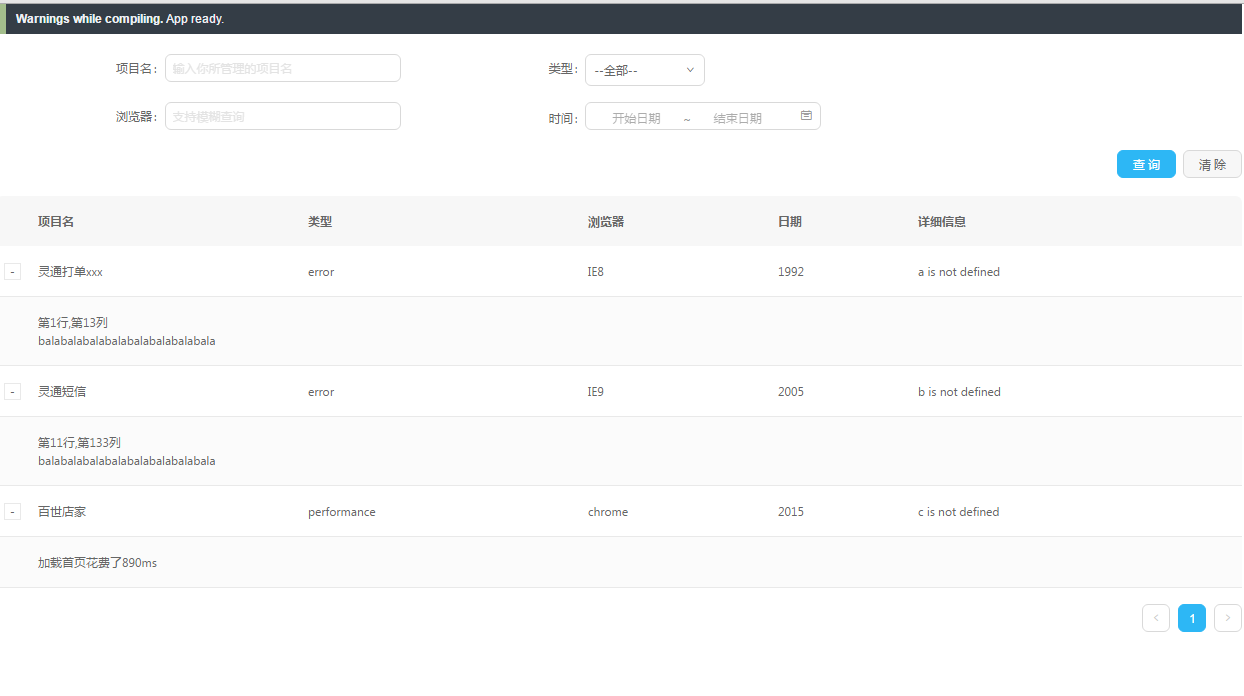 Warnings while compiling. App ready.
项目名: 输入你所管理的项目名 类型: --全部--
浏览器: 支持模糊查询 时间: 开始日期 ~ 结束日期
查 询 清 除
项目名 类型 浏览器 日期 详细信息
- 灵通打单xxx error IE8 1992 a is not defined
第1行,第13列
balabalabalabalabalabalabalabala
- 灵通短信 error IE9 2005 b is not defined
第11行,第133列
balabalabalabalabalabalabalabala
- 百世店家 performance chrome 2015 c is not defined
加载首页花费了890ms
< 1 >